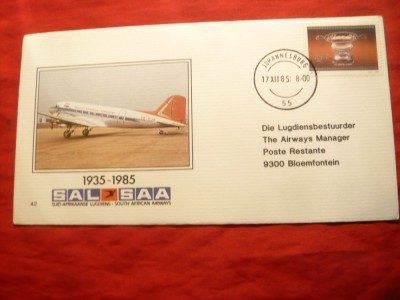 JOHANNESBURG
17 XII 85 8-00
55
Die Lugdiensbestuurder
The Airways Manager
Poste Restante
9300 Bloemfontein
1935-1985
SAL SAA
SUID-AFRIKAANSE LUGDIENS - SOUTH AFRICAN AIRWAYS
42